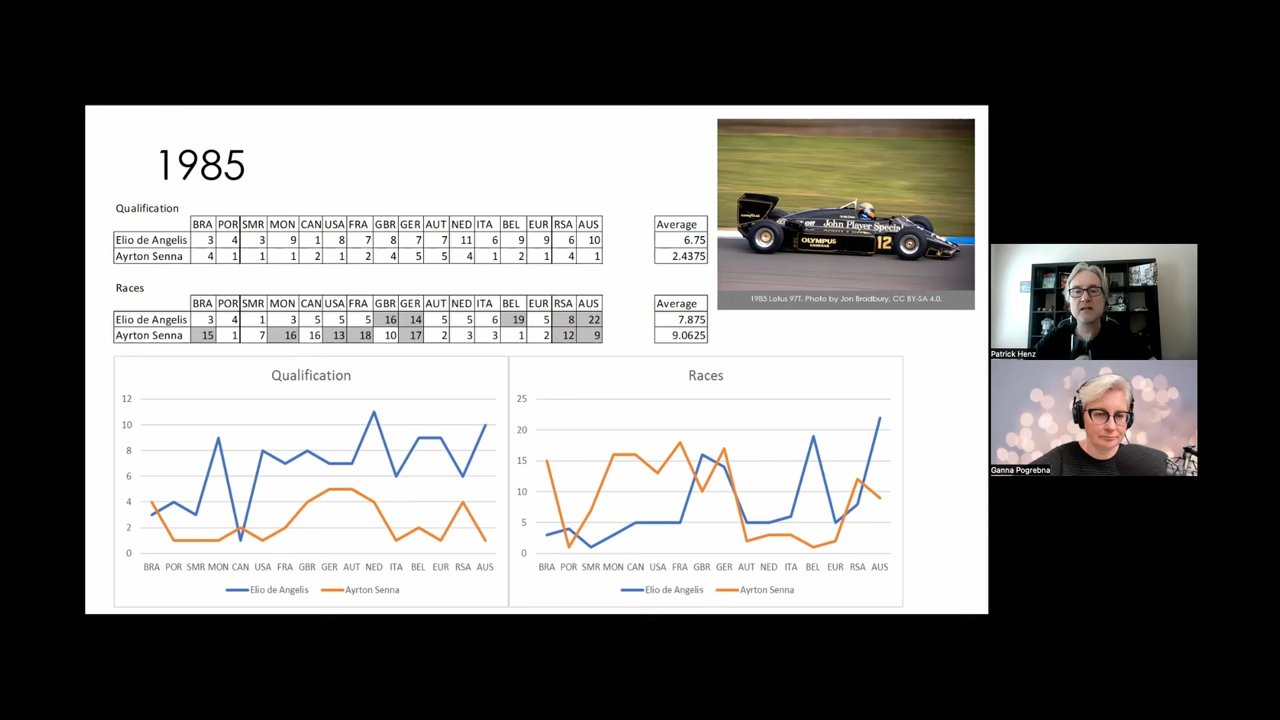 1985
Qualification
BRA POR SMR MON CAN USA FRA GBR GER AUT NED ITA BEL EUR RSA AUS Average
Elio de Angelis 3 4 3 9 1 8 7 8 7 7 11 6 9 9 6 10 6.75
Ayrton Senna 4 1 1 1 2 1 2 4 5 5 4 1 2 1 4 1 2.4375
Races
BRA POR SMR MON CAN USA FRA GBR GER AUT NED ITA BEL EUR RSA AUS Average
Elio de Angelis 3 4 1 3 5 5 5 16 14 5 5 6 19 5 8 22 7.875
Ayrton Senna 15 1 7 16 16 13 18 10 17 2 3 3 1 2 12 9 9.0625
John Player Special
OLYMPUS
12
1985 Lotus 97T. Photo by Jon Bradbury, CC BY-SA 4.0.
Qualification
12
10
8
6
4
2
0
BRA POR SMR MON CAN USA FRA GBR GER AUT NED ITA BEL EUR RSA AUS
Elio de Angelis Ayrton Senna
Races
25
20
15
10
5
0
BRA POR SMR MON CAN USA FRA GBR GER AUT NED ITA BEL EUR RSA AUS
Elio de Angelis Ayrton Senna
Patrick Henz
Ganna Pogrebna